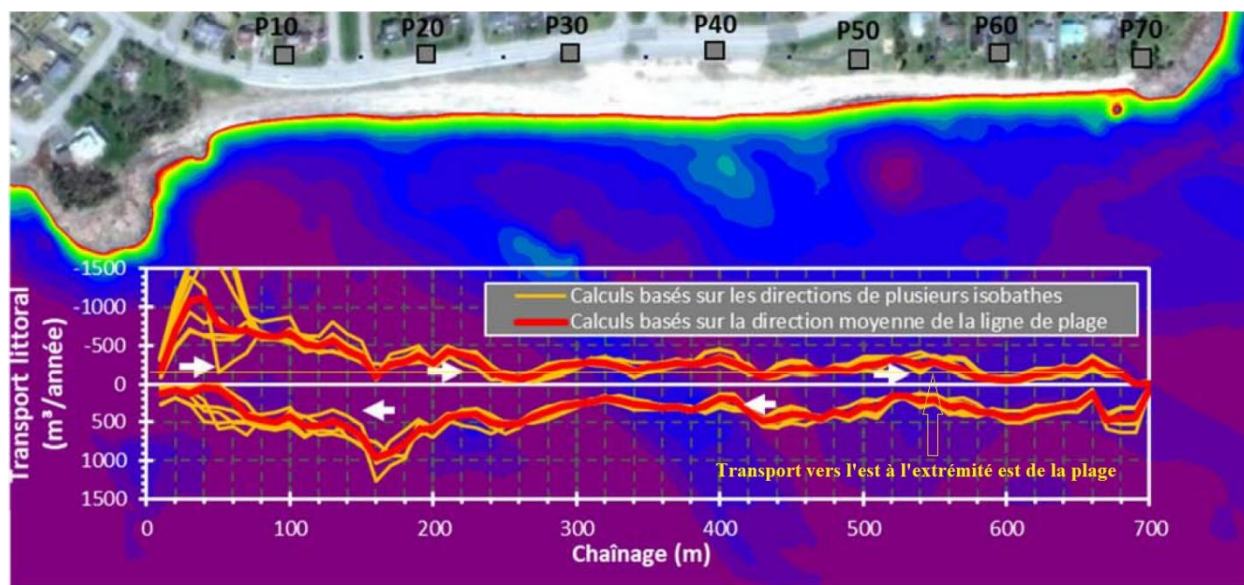 P10 P20 P30 P40 P50 P60 P70
-1500
-1000
-500
0
500
1000
1500
Transport littoral
(m³/année)
Calculs basés sur les directions de plusieurs isobathes
Calculs basés sur la direction moyenne de la ligne de plage
Transport vers l'est à l'extrémité est de la plage
0 100 200 300 400 500 600 700
Chaînage (m)